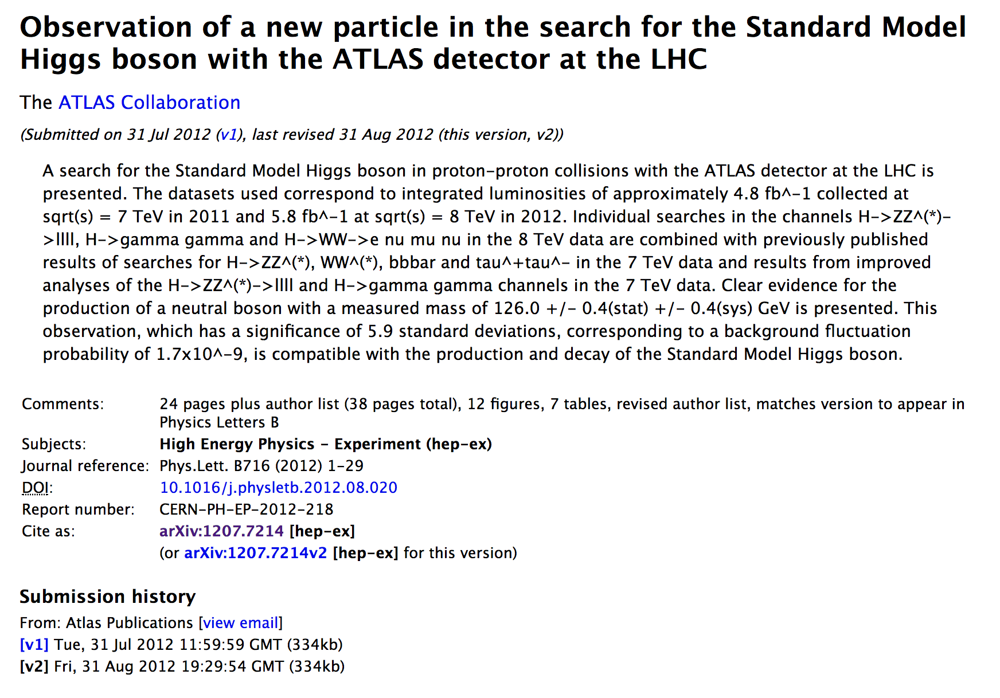 Observation of a new particle in the search for the Standard Model
Higgs boson with the ATLAS detector at the LHC
The ATLAS Collaboration
(Submitted on 31 Jul 2012 (v1), last revised 31 Aug 2012 (this version, v2))
A search for the Standard Model Higgs boson in proton-proton collisions with the ATLAS detector at the LHC is
presented. The datasets used correspond to integrated luminosities of approximately 4.8 fb^-1 collected at
sqrt(s) = 7 TeV in 2011 and 5.8 fb^-1 at sqrt(s) = 8 TeV in 2012. Individual searches in the channels H->ZZ^(*)-
>llll, H->gamma gamma and H->WW->e nu mu nu in the 8 TeV data are combined with previously published
results of searches for H->ZZ^(*), WW^(*), bbbar and tau^+tau^- in the 7 TeV data and results from improved
analyses of the H->ZZ^(*)->llll and H->gamma gamma channels in the 7 TeV data. Clear evidence for the
production of a neutral boson with a measured mass of 126.0 +/- 0.4(stat) +/- 0.4(sys) GeV is presented. This
observation, which has a significance of 5.9 standard deviations, corresponding to a background fluctuation
probability of 1.7x10^-9, is compatible with the production and decay of the Standard Model Higgs boson.
Comments: 24 pages plus author list (38 pages total), 12 figures, 7 tables, revised author list, matches version to appear in
Physics Letters B
Subjects: High Energy Physics - Experiment (hep-ex)
Journal reference: Phys.Lett. B716 (2012) 1-29
DOI: 10.1016/j.physletb.2012.08.020
Report number: CERN-PH-EP-2012-218
Cite as: arXiv:1207.7214 [hep-ex]
(or arXiv:1207.7214v2 [hep-ex] for this version)
Submission history
From: Atlas Publications [view email]
[v1] Tue, 31 Jul 2012 11:59:59 GMT (334kb)
[v2] Fri, 31 Aug 2012 19:29:54 GMT (334kb)